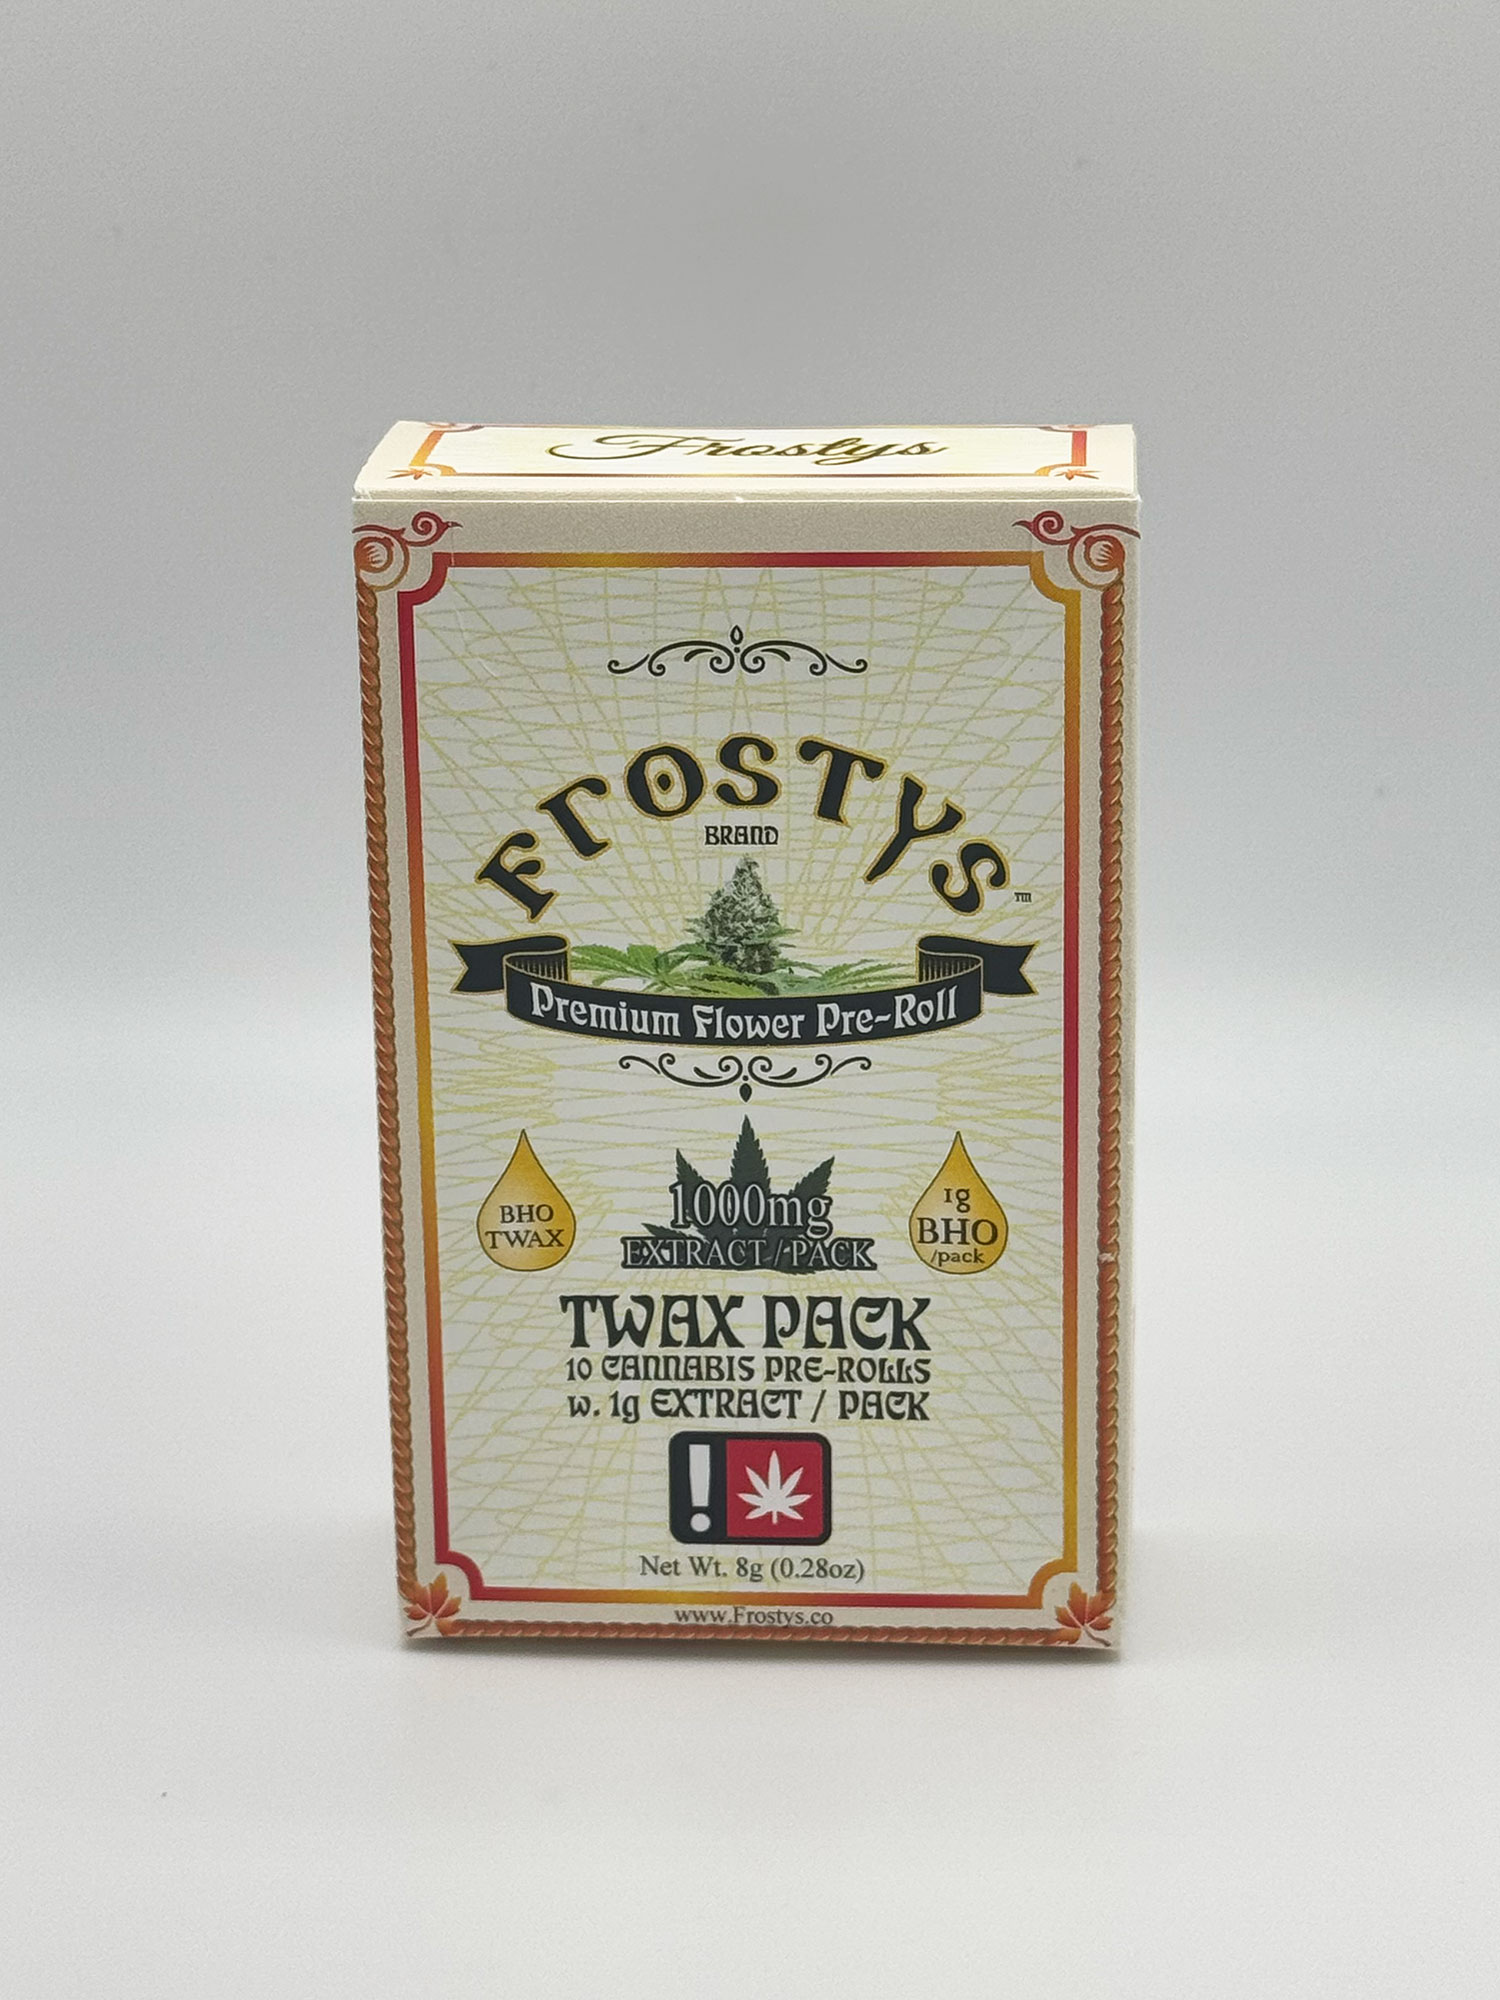 Frostys
FROSTYS
BRAND
TM
Premium Flower Pre-Roll
BHO
TWAX
1000mg
EXTRACT/PACK
1g
BHO
/pack
TWAX PACK
10 CANNABIS PRE-ROLLS
w. 1g EXTRACT / PACK
!
Net Wt. 8g (0.28oz)
www.Frostys.co